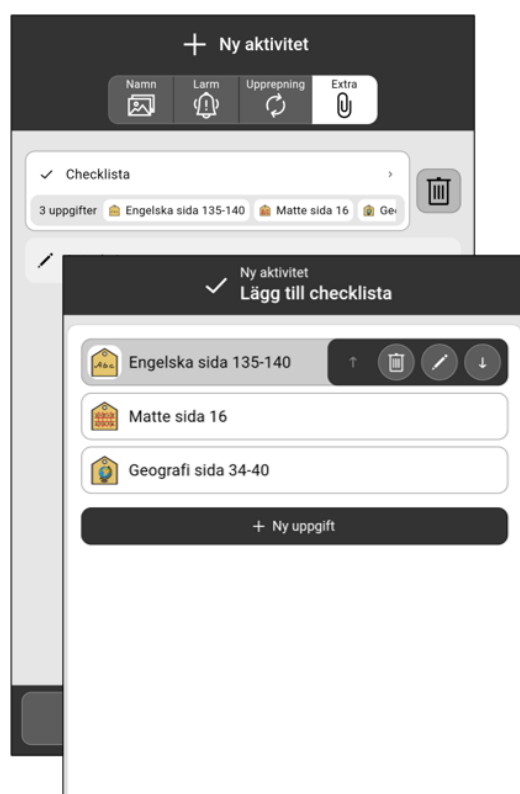 Ny aktivitet
Namn Larm Upprepning Extra
Checklista
3 uppgifter Engelska sida 135-140 Matte sida 16
Ny aktivitet
Lägg till checklista
Engelska sida 135-140
Matte sida 16
Geografi sida 34-40
+ Ny uppgift